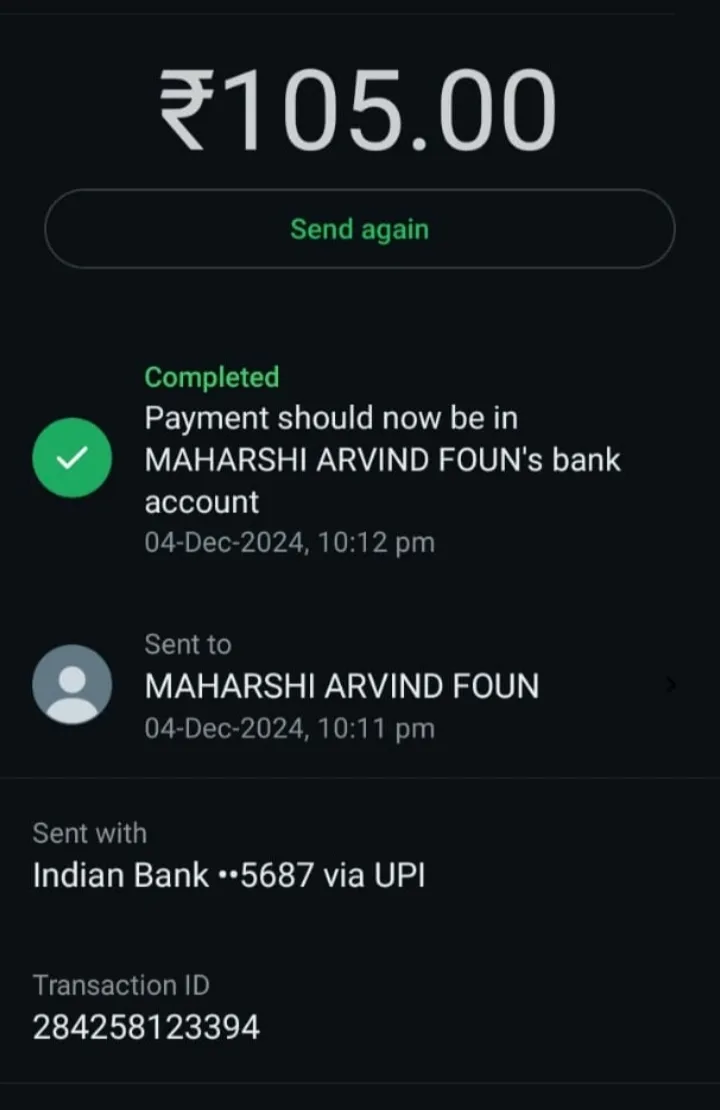 ₹105.00
Send again
Completed
Payment should now be in
MAHARSHI ARVIND FOUN's bank
account
04-Dec-2024, 10:12 pm
Sent to
MAHARSHI ARVIND FOUN
04-Dec-2024, 10:11 pm
Sent with
Indian Bank ••5687 via UPI
Transaction ID
284258123394